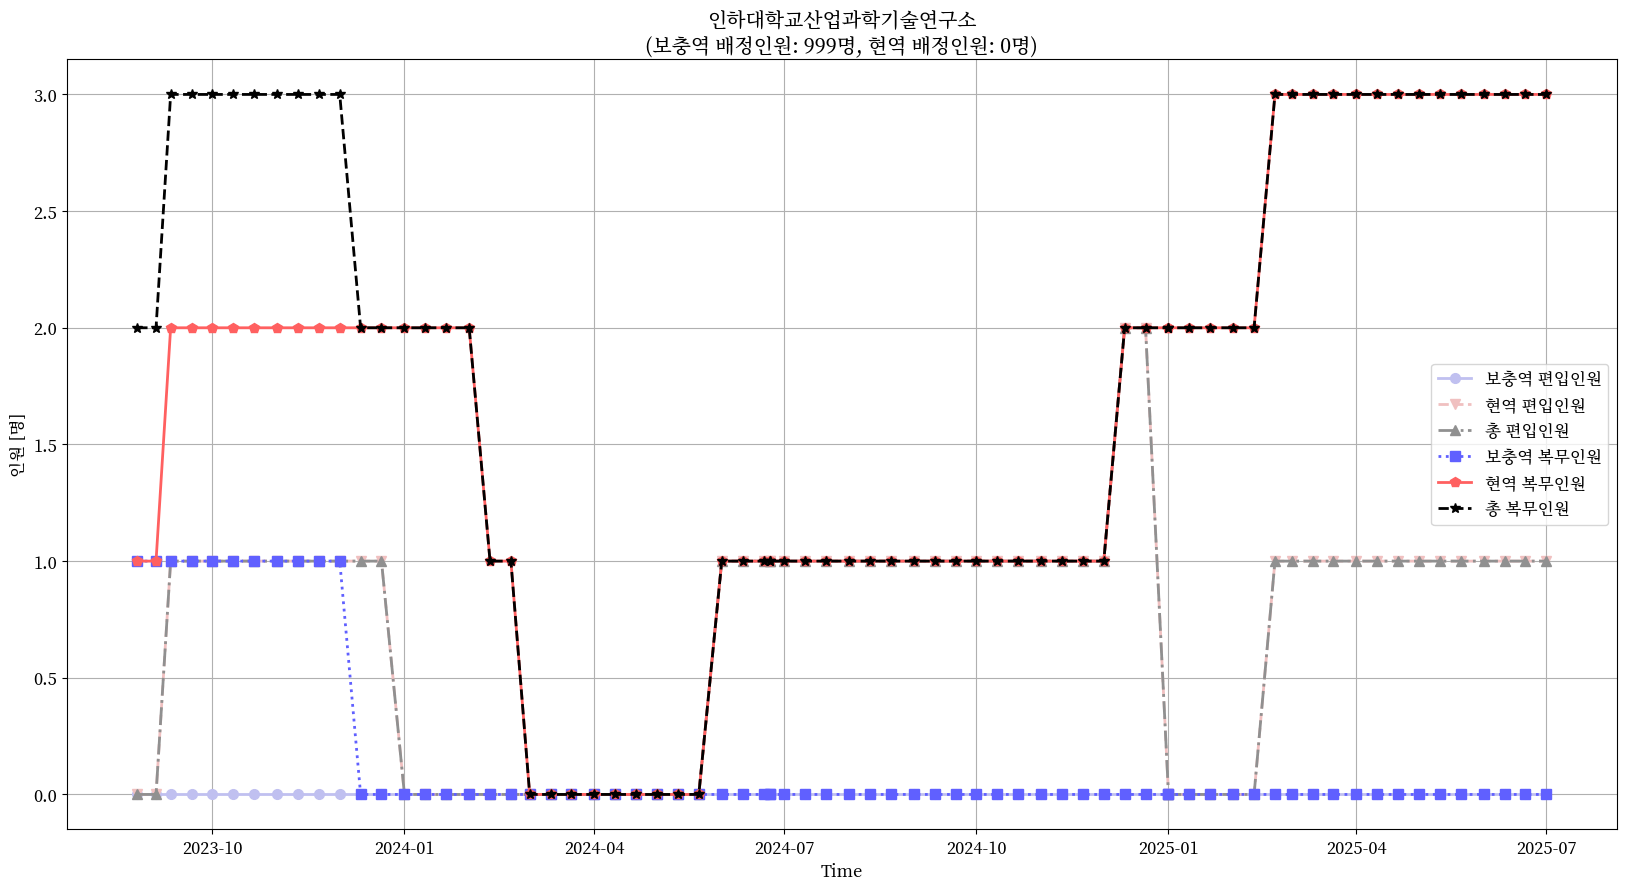 인하대학교산업과학기술연구소
(보충역 배정인원: 999명, 현역 배정인원: 0명)
인원 [명]
3.0
2.5
2.0
1.5
1.0
0.5
0.0
보충역 편입인원
현역 편입인원
총 편입인원
보충역 복무인원
현역 복무인원
총 복무인원
2023-10
2024-01
2024-04
2024-07
2024-10
2025-01
2025-04
2025-07
Time